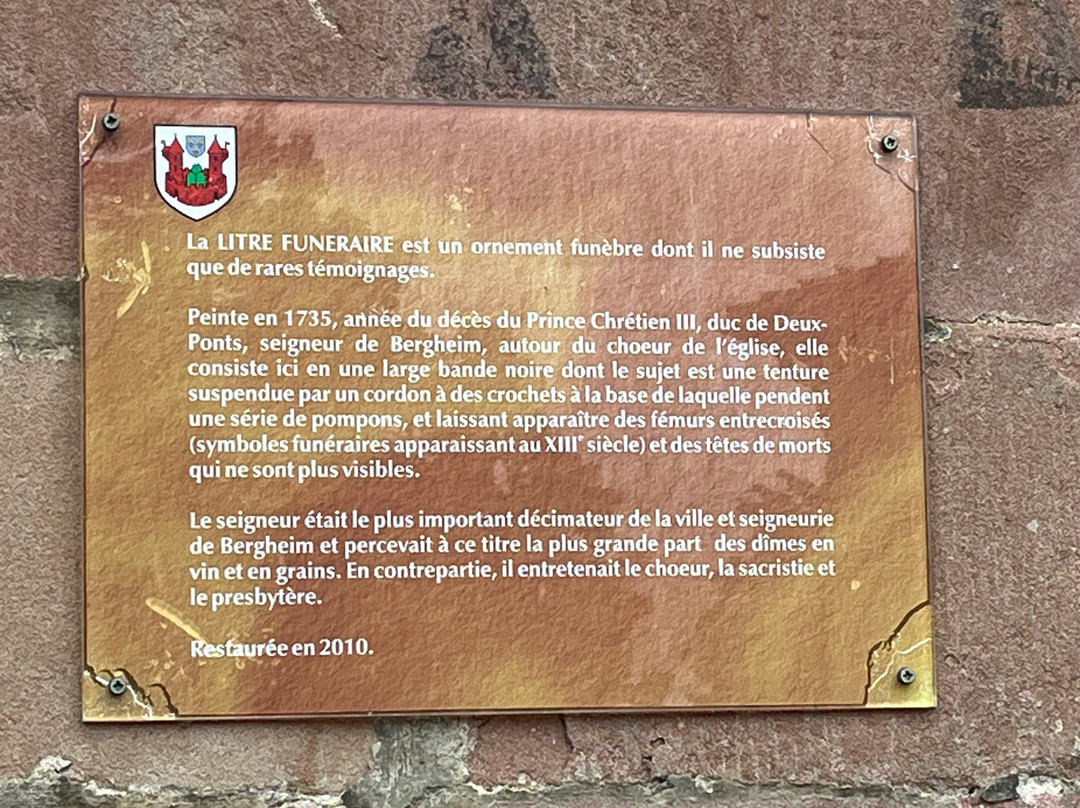 La LITRE FUNERAIRE est un ornement funèbre dont il ne subsiste
que de rares témoignages.
Peinte en 1735, année du décès du Prince Chrétien III, duc de Deux-
Ponts, seigneur de Bergheim, autour du choeur de l'église, elle
consiste ici en une large bande noire dont le sujet est une tenture
suspendue par un cordon à des crochets à la base de laquelle pendent
une série de pompons, et laissant apparaître des fémurs entrecroisés
(symboles funéraires apparaissant au XIIIᵉ siècle) et des têtes de morts
qui ne sont plus visibles.
Le seigneur était le plus important décimateur de la ville et seigneurie
de Bergheim et percevait à ce titre la plus grande part des dîmes en
vin et en grains. En contrepartie, il entretenait le choeur, la sacristie et
le presbytère.
Restaurée en 2010.